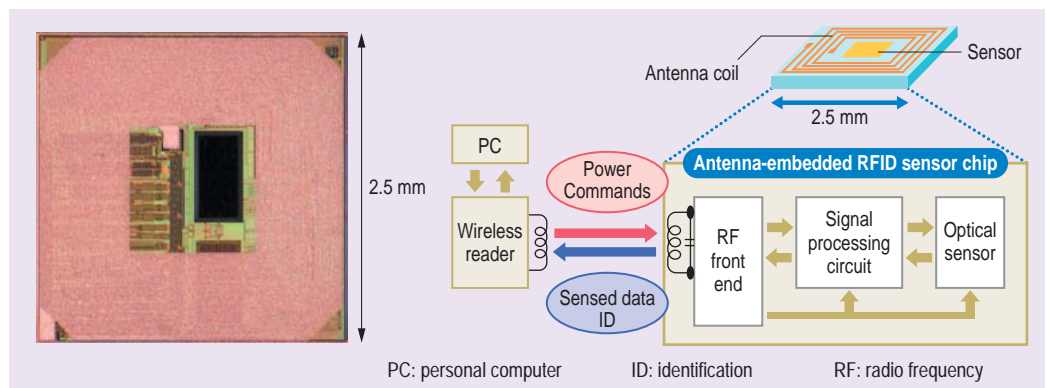 2.5 mm
Antenna coil
Sensor
2.5 mm
Antenna-embedded RFID sensor chip
PC
Wireless
reader
Power
Commands
Sensed data
ID
RF
front
end
Signal
processing
circuit
Optical
sensor
PC: personal computer ID: identification RF: radio frequency